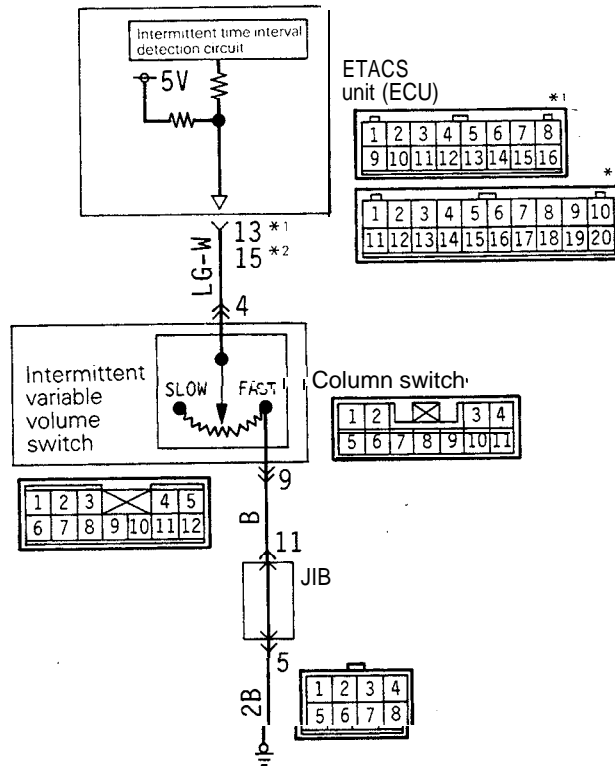 Intermittent time interval
detection circuit
5V
ETACS
unit (ECU)
*1
1 2 3 4 5 6 7 8
9 10 11 12 13 14 15 16
*
1 2 3 4 5 6 7 8 9 10
11 12 13 14 15 16 17 18 19 20
13 *1
15 *2
LG-W
4
Intermittent
variable
volume
switch
SLOW FAST
Column switch
1 2 3 4
5 6 7 8 9 10 11
9
1 2 3 4 5
6 7 8 9 10 11 12
B
11
JIB
5
2B
1 2 3 4
5 6 7 8